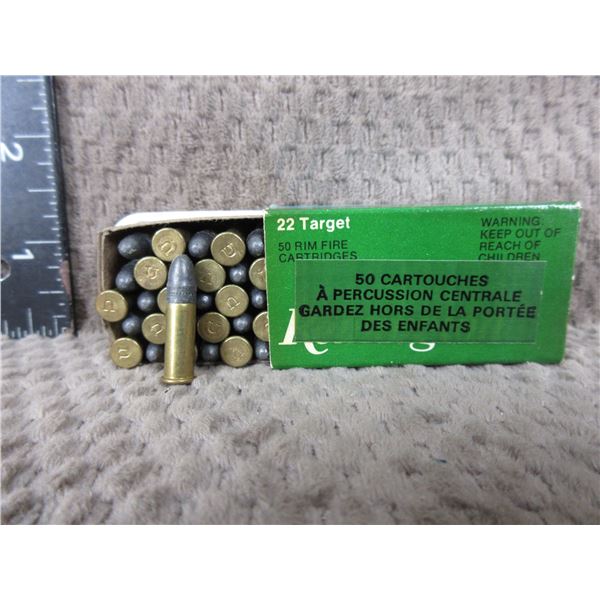 2
1
22 Target
50 RIM FIRE
CARTRIDGES
WARNING:
KEEP OUT OF
REACH OF
CHILDREN
50 CARTOUCHES
À PERCUSSION CENTRALE
GARDEZ HORS DE LA PORTÉE
DES ENFANTS